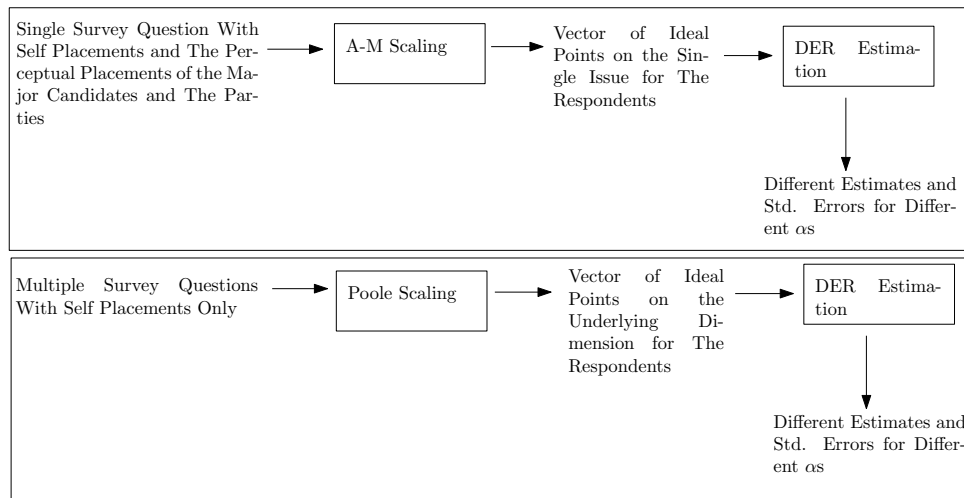 Single Survey Question With
Self Placements and The Per-
ceptual Placements of the Ma-
jor Candidates and The Par-
ties
A-M Scaling
Vector of Ideal
Points on the Sin-
gle Issue for The
Respondents
DER Estima-
tion
Different Estimates and
Std. Errors for Differ-
ent αs
Multiple Survey Questions
With Self Placements Only
Poole Scaling
Vector of Ideal
Points on the
Underlying Di-
mension for The
Respondents
DER Estima-
tion
Different Estimates and
Std. Errors for Differ-
ent αs